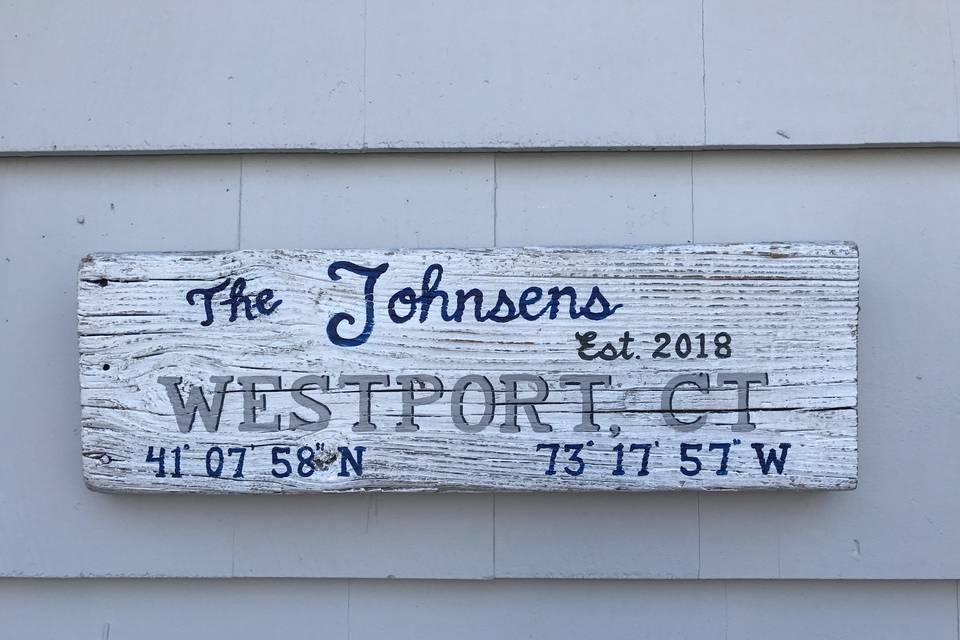 The Johnsens
Est. 2018
WESTPORT, CT
41° 07' 58" N 73° 17' 57" W